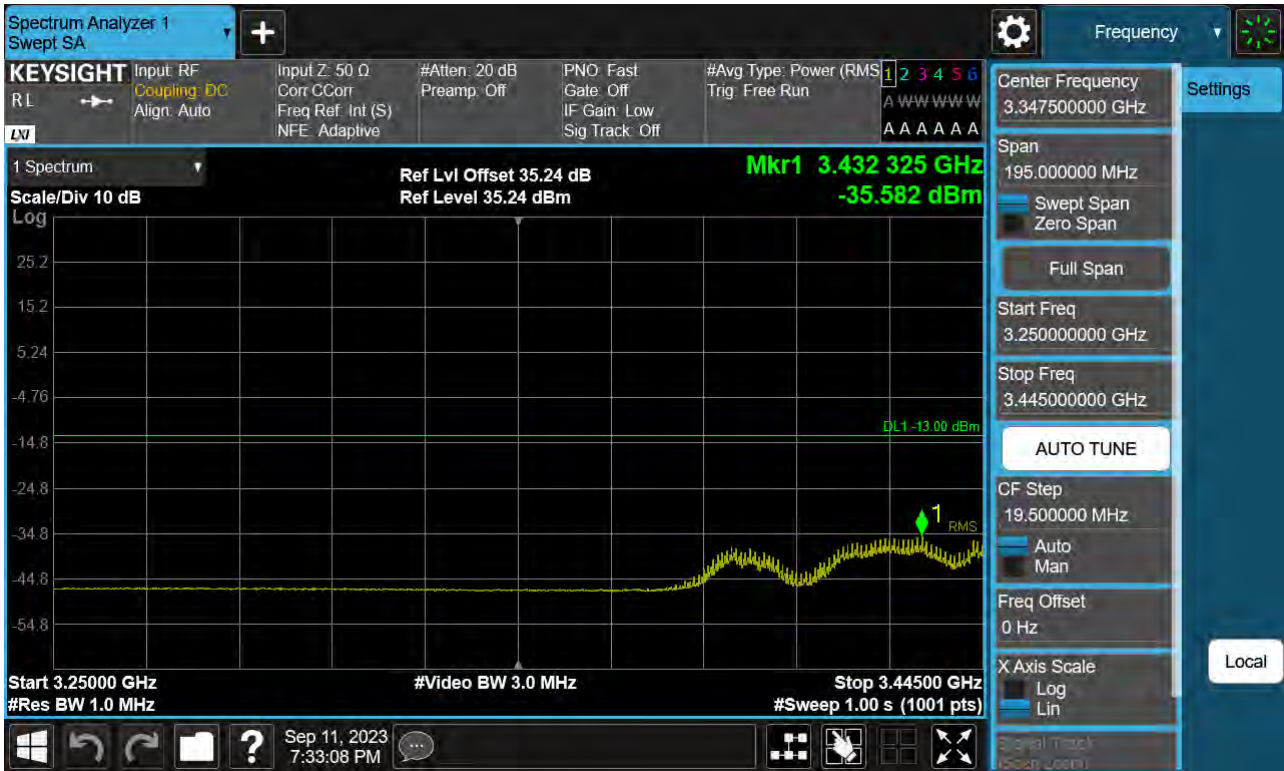 Spectrum Analyzer 1
Swept SA
+
Frequency
KEYSIGHT
RL
LXI
Input: RF
Coupling: DC
Align: Auto
Input Z: 50 Ω
Corr CCorr
Freq Ref: Int (S)
NFE: Adaptive
#Atten: 20 dB
Preamp: Off
PNO: Fast
Gate: Off
IF Gain: Low
Sig Track: Off
#Avg Type: Power (RMS
Trig: Free Run
1 2 3 4 5 6
A W W W W W
A A A A A A
1 Spectrum
Scale/Div 10 dB
Log
Ref Lvl Offset 35.24 dB
Ref Level 35.24 dBm
Mkr1 3.432 325 GHz
-35.582 dBm
25.2
15.2
5.24
-4.76
-14.8
-24.8
-34.8
-44.8
-54.8
DL1 -13.00 dBm
1
RMS
Start 3.25000 GHz
#Res BW 1.0 MHz
#Video BW 3.0 MHz
Stop 3.44500 GHz
#Sweep 1.00 s (1001 pts)
Center Frequency
3.347500000 GHz
Span
195.000000 MHz
Swept Span
Zero Span
Full Span
Start Freq
3.250000000 GHz
Stop Freq
3.445000000 GHz
AUTO TUNE
CF Step
19.500000 MHz
Auto
Man
Freq Offset
0 Hz
X Axis Scale
Log
Lin
Signal Track
(Span Zoom)
Settings
Local
?
Sep 11, 2023
7:33:08 PM